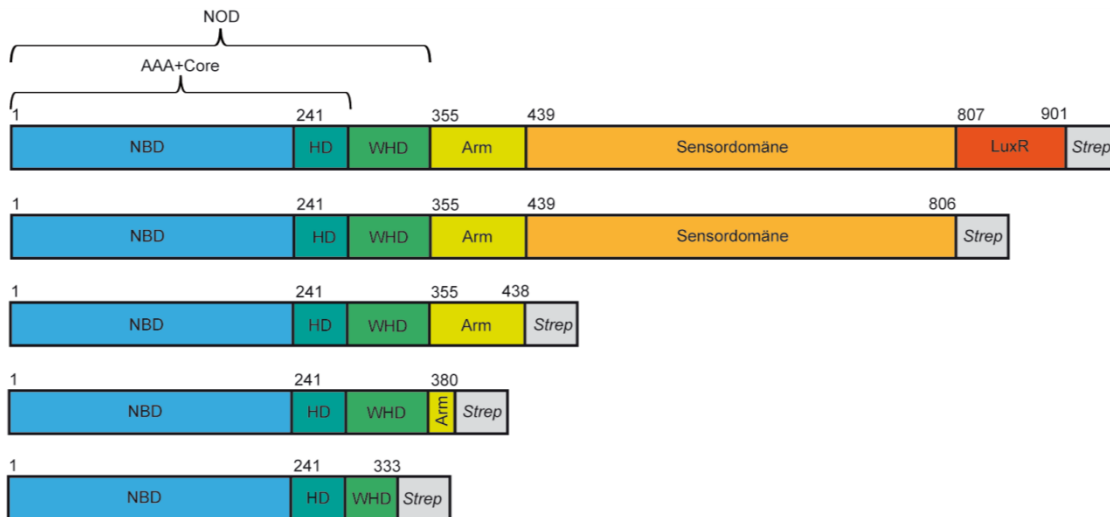 NOD
AAA+Core
1 241 355 439 807 901
NBD HD WHD Arm Sensordomäne LuxR Strep
1 241 355 439 806
NBD HD WHD Arm Sensordomäne Strep
1 241 355 438
NBD HD WHD Arm Strep
1 241 380
NBD HD WHD Arm Strep
1 241 333
NBD HD WHD Strep